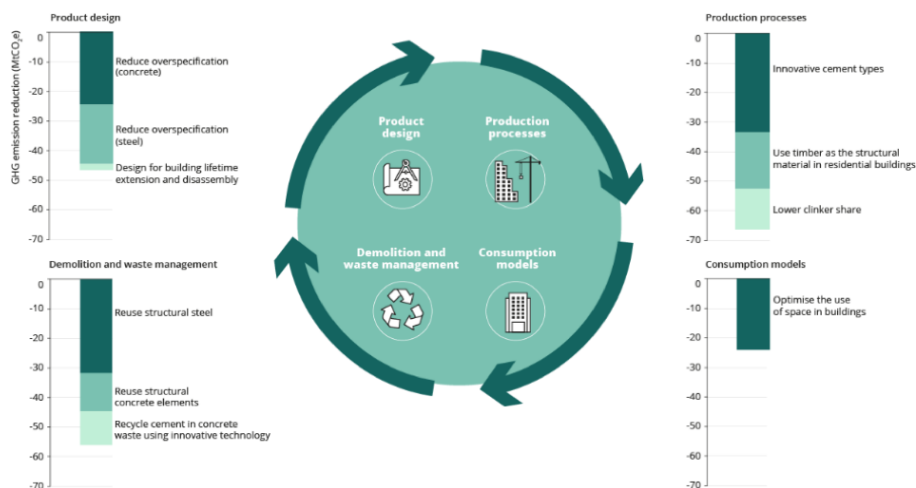 Product design
GHG emission reduction (MtCO₂e)
0
-10
-20
-30
-40
-50
-60
-70
Reduce overspecification
(concrete)
Reduce overspecification
(steel)
Design for building lifetime
extension and disassembly
Production processes
0
-10
-20
-30
-40
-50
-60
-70
Innovative cement types
Use timber as the structural
material in residential buildings
Lower clinker share
Product
design
Production
processes
Demolition and
waste management
Consumption
models
Demolition and waste management
0
-10
-20
-30
-40
-50
-60
-70
Reuse structural steel
Reuse structural
concrete elements
Recycle cement in concrete
waste using innovative technology
Consumption models
0
-10
-20
-30
-40
-50
-60
-70
Optimise the use
of space in buildings